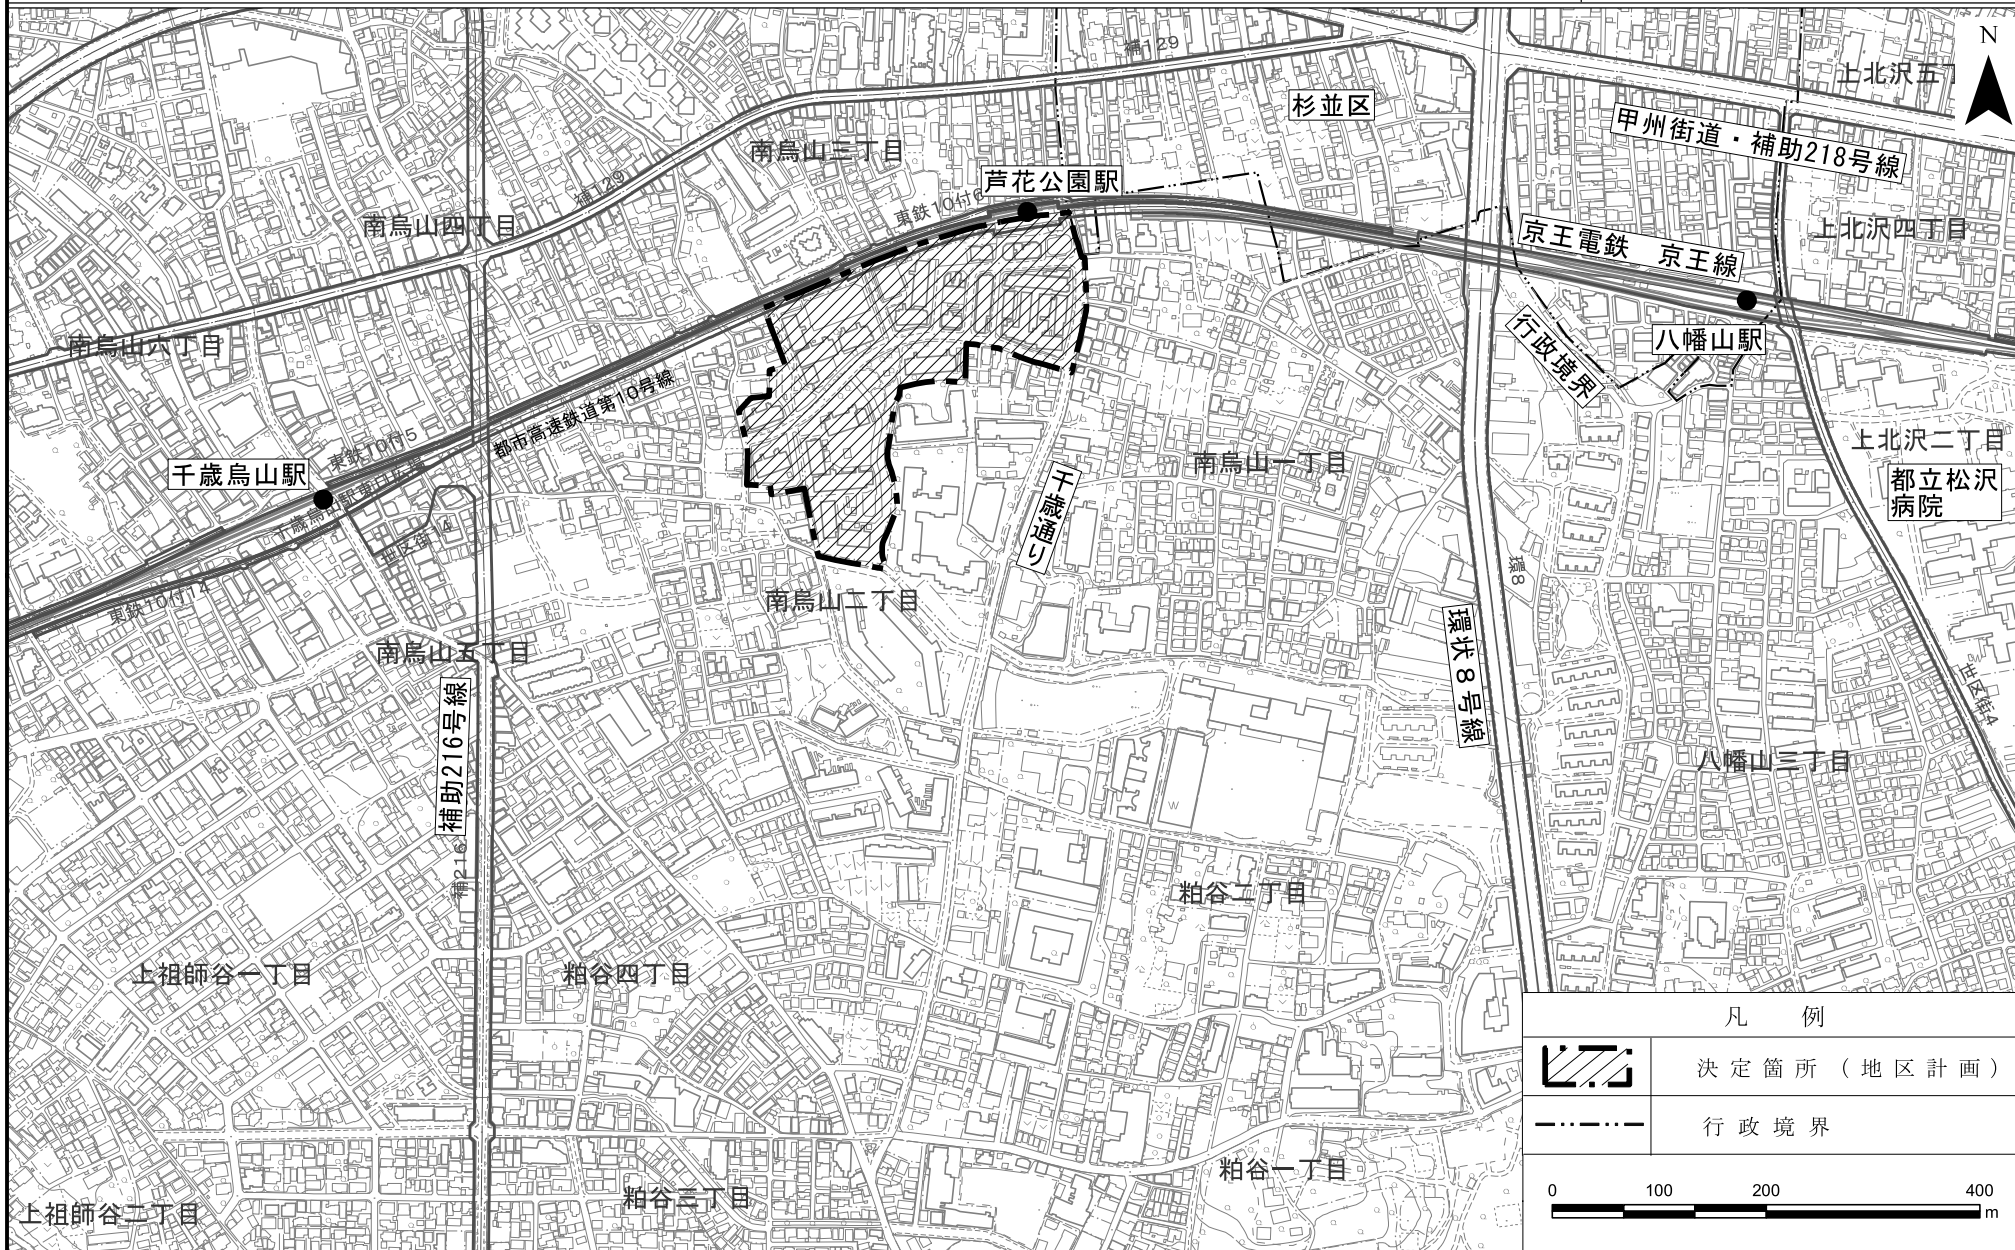 補129
上北沢五丁
N
杉並区
甲州街道・補助218号線
南烏山三丁目
芦花公園駅
補129
東鉄10付6
南烏山四丁目
上北沢四丁目
京王電鉄　京王線
南烏山六丁目
行政境界
八幡山駅
都市高速鉄道第10号線
東鉄10付5
千歳烏山駅
上北沢二丁目
南烏山一丁目
都立松沢
病院
千歳通り
環8
東鉄10付14
南烏山二丁目
南烏山五丁目
環状8号線
補助216号線
世区街4
八幡山三丁目
補216
粕谷二丁目
上祖師谷一丁目
粕谷四丁目
粕谷一丁目
粕谷三丁目
上祖師谷二丁目
凡　例
決定箇所（地区計画）
行政境界
0 100 200 400
m